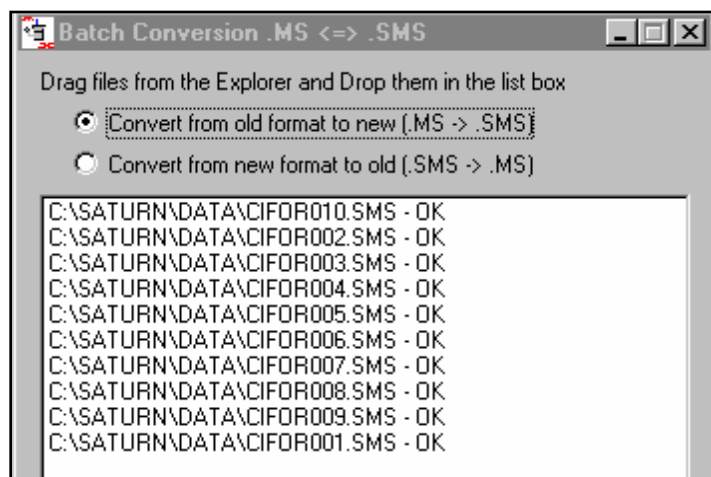 Batch Conversion .MS <=> .SMS
Drag files from the Explorer and Drop them in the list box
Convert from old format to new (.MS -> .SMS)
Convert from new format to old (.SMS -> .MS)
C:\SATURN\DATA\CIFOR010.SMS - OK
C:\SATURN\DATA\CIFOR002.SMS - OK
C:\SATURN\DATA\CIFOR003.SMS - OK
C:\SATURN\DATA\CIFOR004.SMS - OK
C:\SATURN\DATA\CIFOR005.SMS - OK
C:\SATURN\DATA\CIFOR006.SMS - OK
C:\SATURN\DATA\CIFOR007.SMS - OK
C:\SATURN\DATA\CIFOR008.SMS - OK
C:\SATURN\DATA\CIFOR009.SMS - OK
C:\SATURN\DATA\CIFOR001.SMS - OK